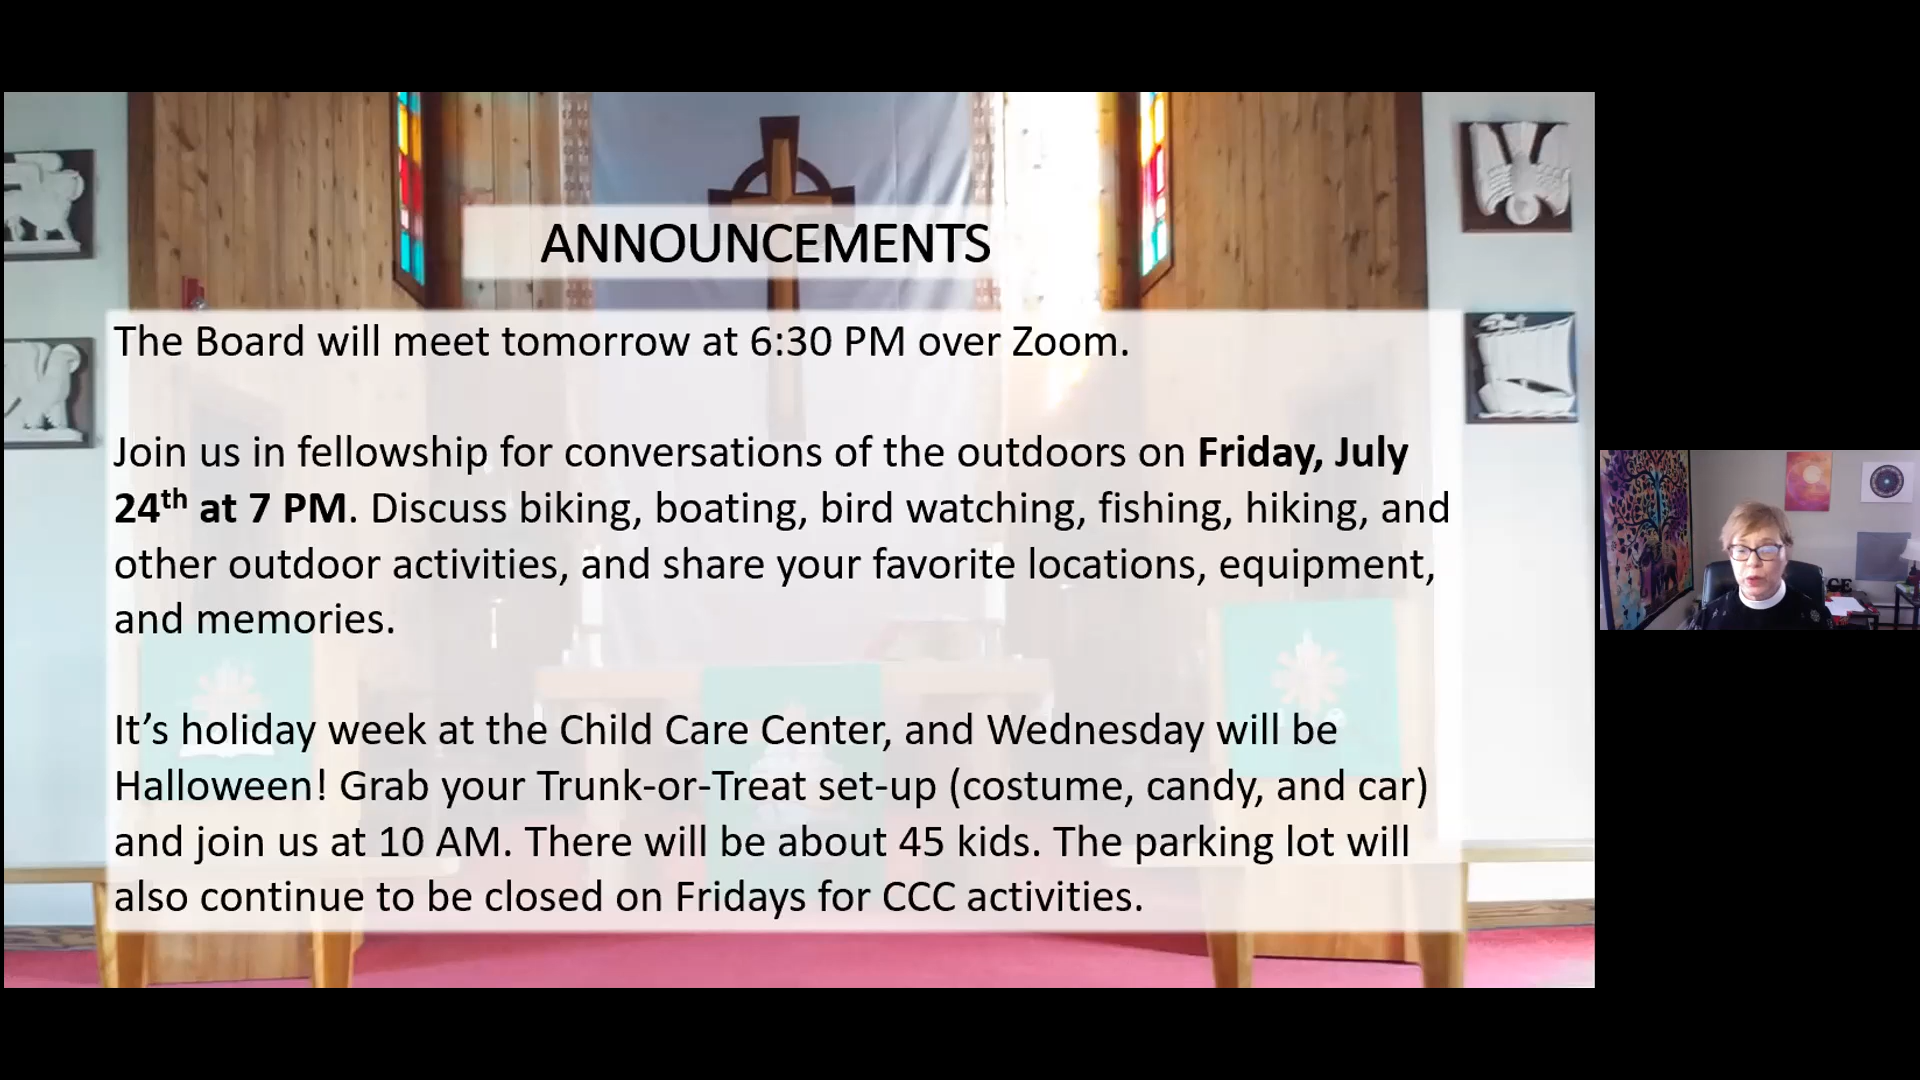 ANNOUNCEMENTS
The Board will meet tomorrow at 6:30 PM over Zoom.
Join us in fellowship for conversations of the outdoors on Friday, July
24th at 7 PM. Discuss biking, boating, bird watching, fishing, hiking, and
other outdoor activities, and share your favorite locations, equipment,
and memories.
It’s holiday week at the Child Care Center, and Wednesday will be
Halloween! Grab your Trunk-or-Treat set-up (costume, candy, and car)
and join us at 10 AM. There will be about 45 kids. The parking lot will
also continue to be closed on Fridays for CCC activities.